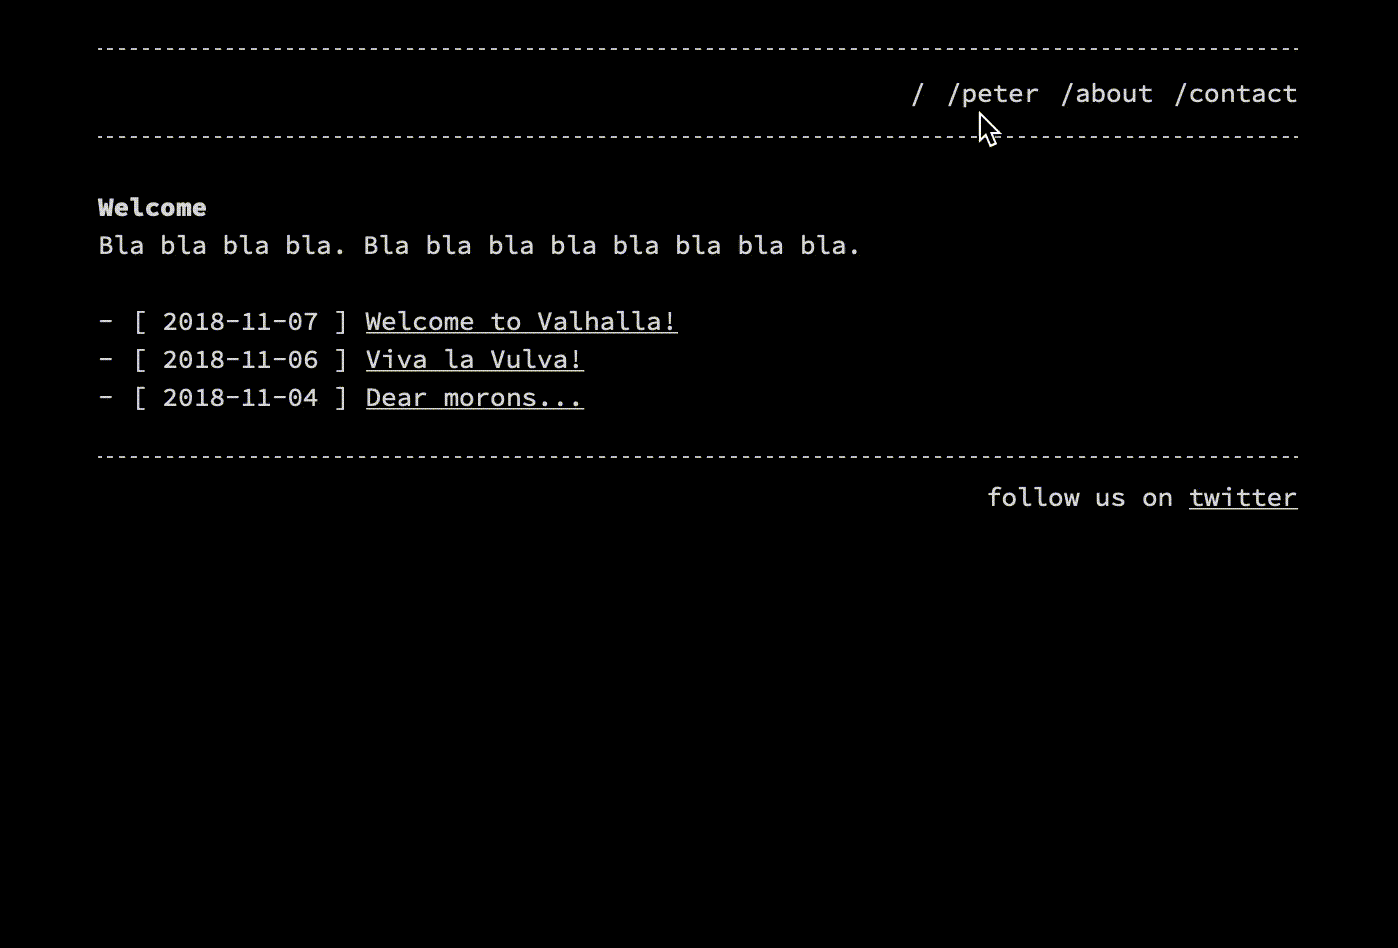 / /peter /about /contact
Welcome
Bla bla bla bla. Bla bla bla bla bla bla bla bla.
- [ 2018-11-07 ] Welcome to Valhalla!
- [ 2018-11-06 ] Viva la Vulva!
- [ 2018-11-04 ] Dear morons...
follow us on twitter